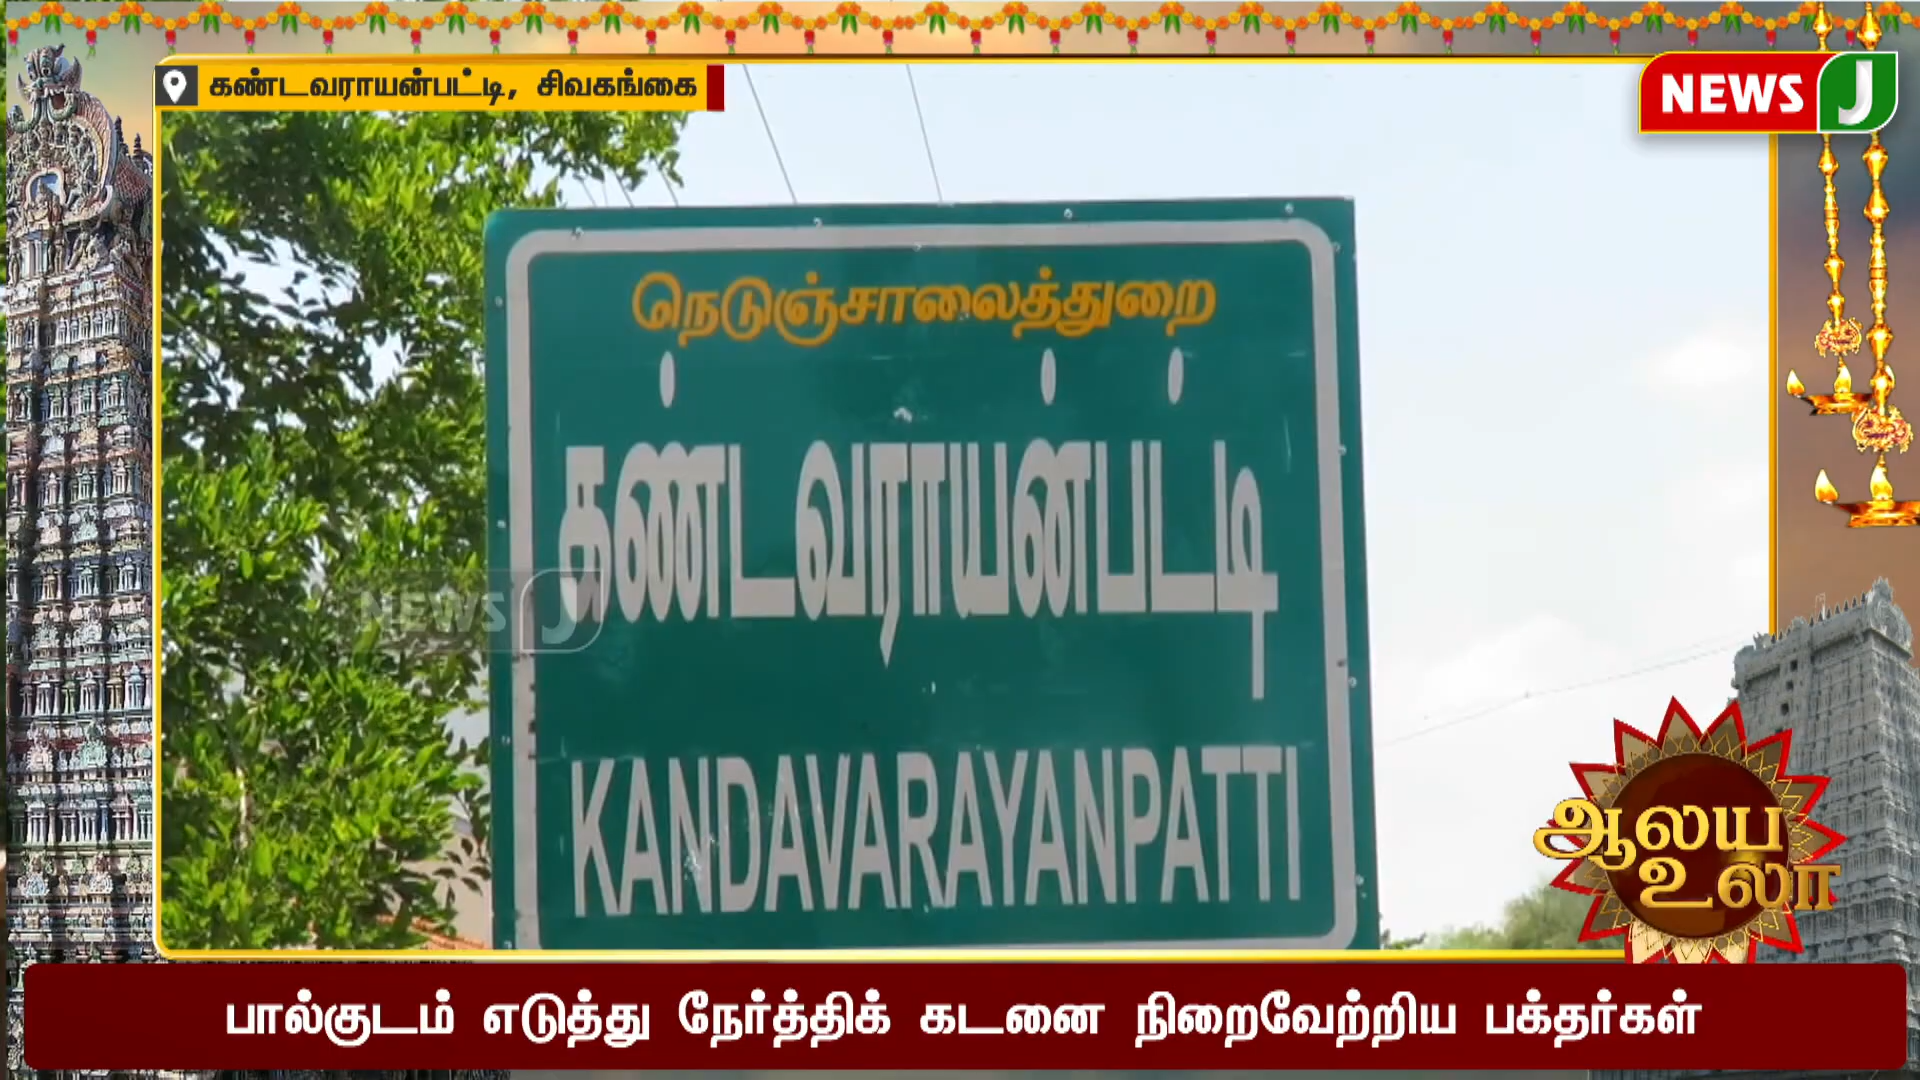 கண்டவராயன்பட்டி, சிவகங்கை
NEWS J
நெடுஞ்சாலைத்துறை
கண்டவராயன்பட்டி
NEWS J
KANDAVARAYANPATTI
ஆலய
உலா
பால்குடம் எடுத்து நேர்த்திக் கடனை நிறைவேற்றிய பக்தர்கள்